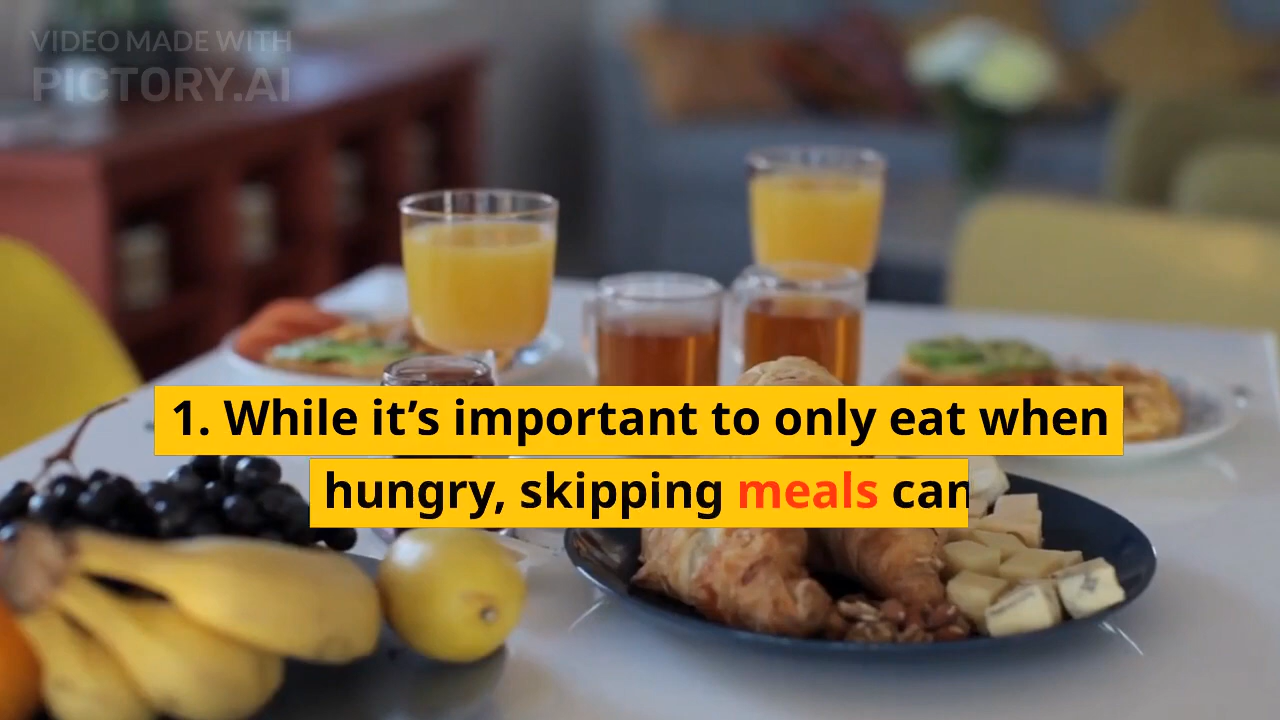 VIDEO MADE WITH
PICTORY.AI
1. While it’s important to only eat when
hungry, skipping meals can